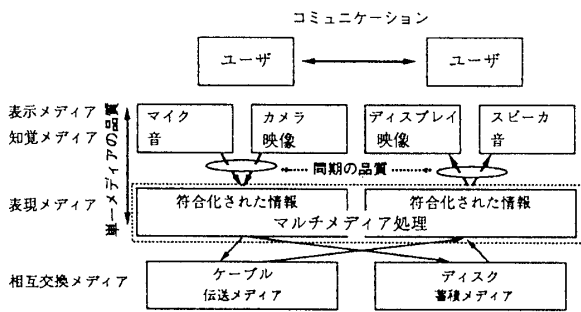 コミュニケーション
ユーザ ユーザ
表示メディア マイク カメラ ディスプレイ スピーカ
知覚メディア 音 映像 映像 音
同期の品質
単一メディアの品質
表現メディア 符合化された情報 符合化された情報
マルチメディア処理
相互交換メディア ケーブル ディスク
伝送メディア 蓄積メディア